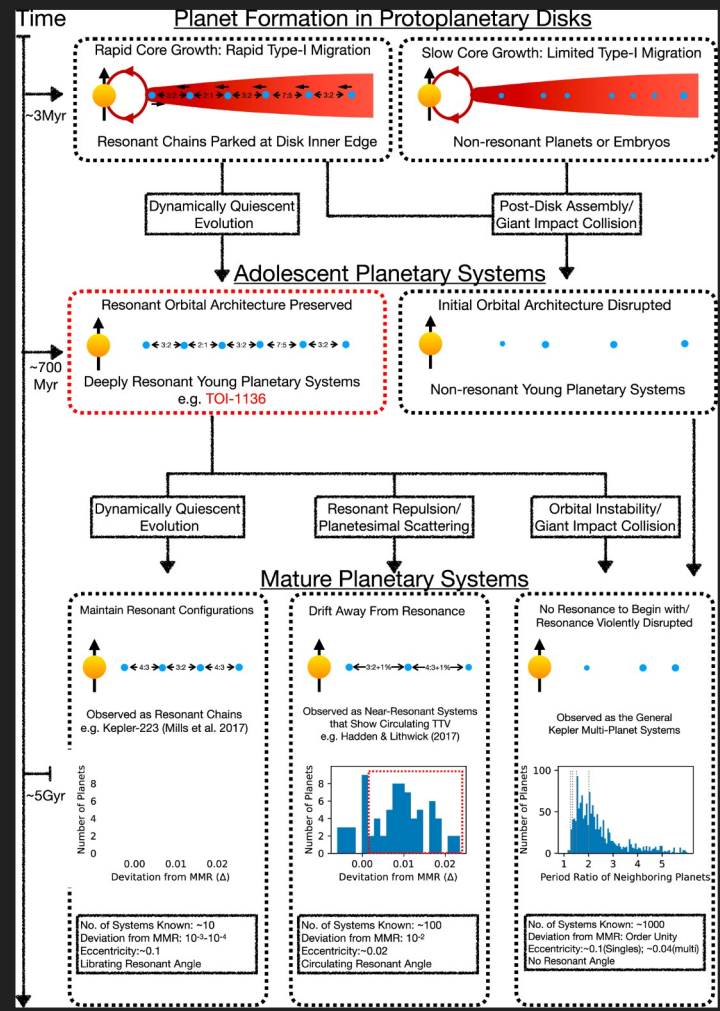 Time
Planet Formation in Protoplanetary Disks
Rapid Core Growth: Rapid Type-I Migration
3:2 2:1 3:2 7:5 3:2
Resonant Chains Parked at Disk Inner Edge
Slow Core Growth: Limited Type-I Migration
Non-resonant Planets or Embryos
~3Myr
Dynamically Quiescent
Evolution
Post-Disk Assembly/
Giant Impact Collision
Adolescent Planetary Systems
Resonant Orbital Architecture Preserved
3:2 2:1 3:2 7:5 3:2
Deeply Resonant Young Planetary Systems
e.g. TOI-1136
Initial Orbital Architecture Disrupted
Non-resonant Young Planetary Systems
~700
Myr
Dynamically Quiescent
Evolution
Resonant Repulsion/
Planetesimal Scattering
Orbital Instability/
Giant Impact Collision
Mature Planetary Systems
Maintain Resonant Configurations
4:3 3:2 4:3
Observed as Resonant Chains
e.g. Kepler-223 (Mills et al. 2017)
Number of Planets
8
6
4
2
0
0.00 0.01 0.02
Devitation from MMR (Δ)
No. of Systems Known: ~10
Deviation from MMR: 10⁻³-10⁻⁴
Eccentricity:~0.1
Librating Resonant Angle
Drift Away From Resonance
3:2+1% 4:3+1%
Observed as Near-Resonant Systems
that Show Circulating TTV
e.g. Hadden & Lithwick (2017)
Number of Planets
8
6
4
2
0
0.00 0.01 0.02
Devitation from MMR (Δ)
No. of Systems Known: ~100
Deviation from MMR: 10⁻²
Eccentricity:~0.02
Circulating Resonant Angle
No Resonance to Begin with/
Resonance Violently Disrupted
Observed as the General
Kepler Multi-Planet Systems
Number of Planets
100
50
0
1 2 3 4 5
Period Ratio of Neighboring Planets
No. of Systems Known: ~1000
Deviation from MMR: Order Unity
Eccentricity:~0.1(Singles); ~0.04(multi)
No Resonant Angle
~5Gyr